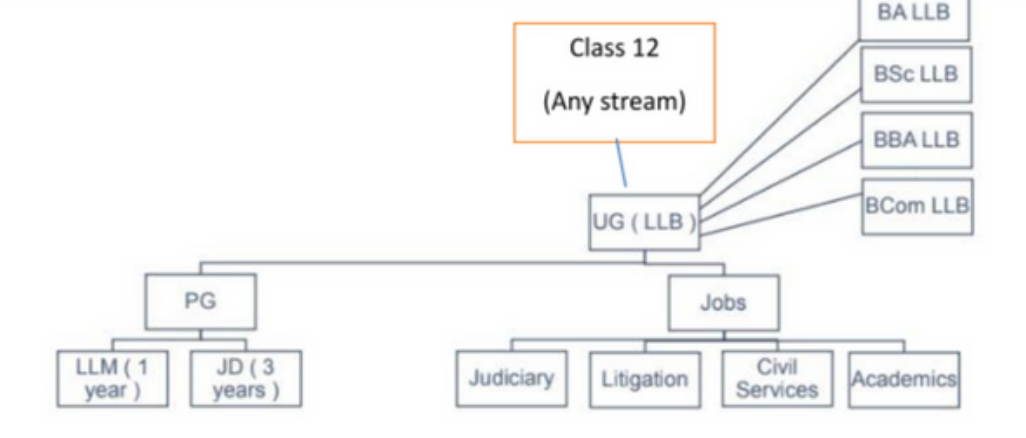 BA LLB
Class 12
(Any stream)
BSc LLB
BBA LLB
BCom LLB
UG ( LLB )
PG
Jobs
LLM ( 1
year )
JD ( 3
years )
Judiciary
Litigation
Civil
Services
Academics